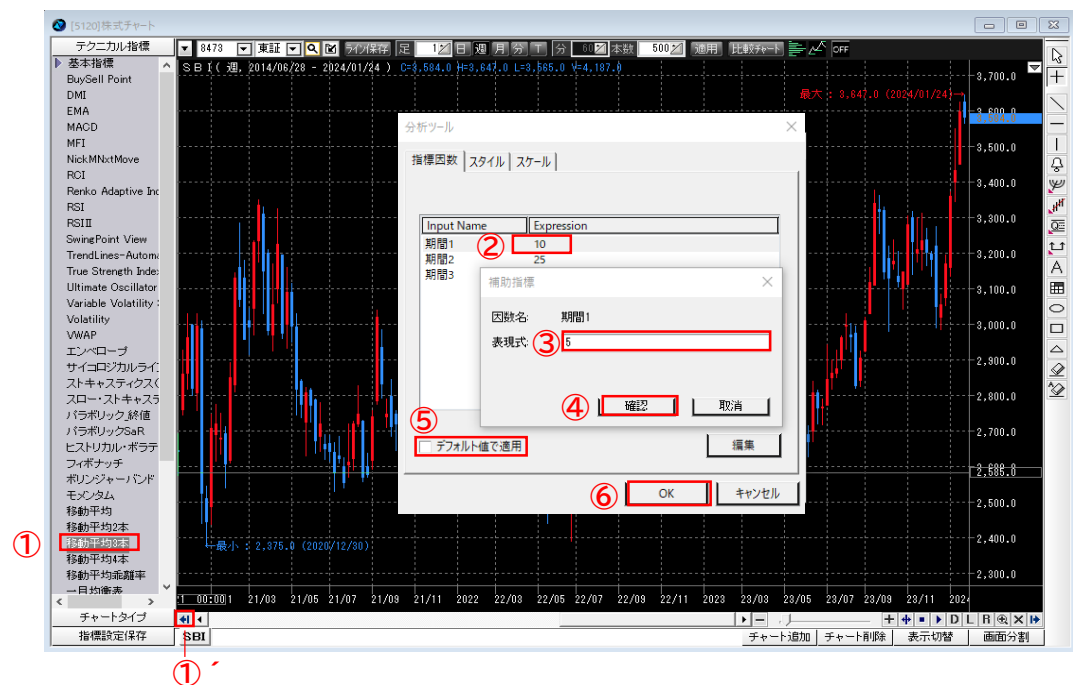 [5120]株式チャート
テクニカル指標
8473 東証 ライン保存 足 1 日 週 月 分 T 分 60 本数 500 適用 比較チャート OFF
基本指標
BuySell Point
DMI
EMA
MACD
MFI
NickMNxtMove
RCI
Renko Adaptive Inc
RSI
RSIⅡ
SwingPoint View
TrendLines-Automa
True Strength Inde
Ultimate Oscillator
Variable Volatility
Volatility
VWAP
エンベロープ
サイコロジカルライ
ストキャスティクス(
スロー・ストキャス
パラボリック_終値
パラボリックSaR
ヒストリカル・ボラテ
フィボナッチ
ボリンジャーバンド
モメンタム
移動平均
移動平均2本
① 移動平均3本
移動平均4本
移動平均乖離率
一目均衡表
チャートタイプ
指標設定保存
SBI( 週, 2014/06/28 - 2024/01/24 ) C=3,584.0 H=3,647.0 L=3,565.0 V=4,187.0
最大 : 3,647.0 (2024/01/24)→
←最小 : 2,375.0 (2020/12/30)
3,700.0
3,500.0
3,400.0
3,300.0
3,200.0
3,100.0
3,000.0
2,900.0
2,800.0
2,700.0
2,585.0
2,500.0
2,400.0
2,300.0
分析ツール
指標因数 スタイル スケール
Input Name Expression
期間1 ② 10
期間2 25
期間3
補助指標
因数名: 期間1
表現式: ③ 5
④ 確認 取消
⑤
デフォルト値で適用 編集
⑥ OK キャンセル
00:00 21/03 21/05 21/07 21/09 21/11 2022 22/03 22/05 22/07 22/09 22/11 2023 23/03 23/05 23/07 23/09 23/11 202
D L R
SBI チャート追加 チャート削除 表示切替 画面分割
①´